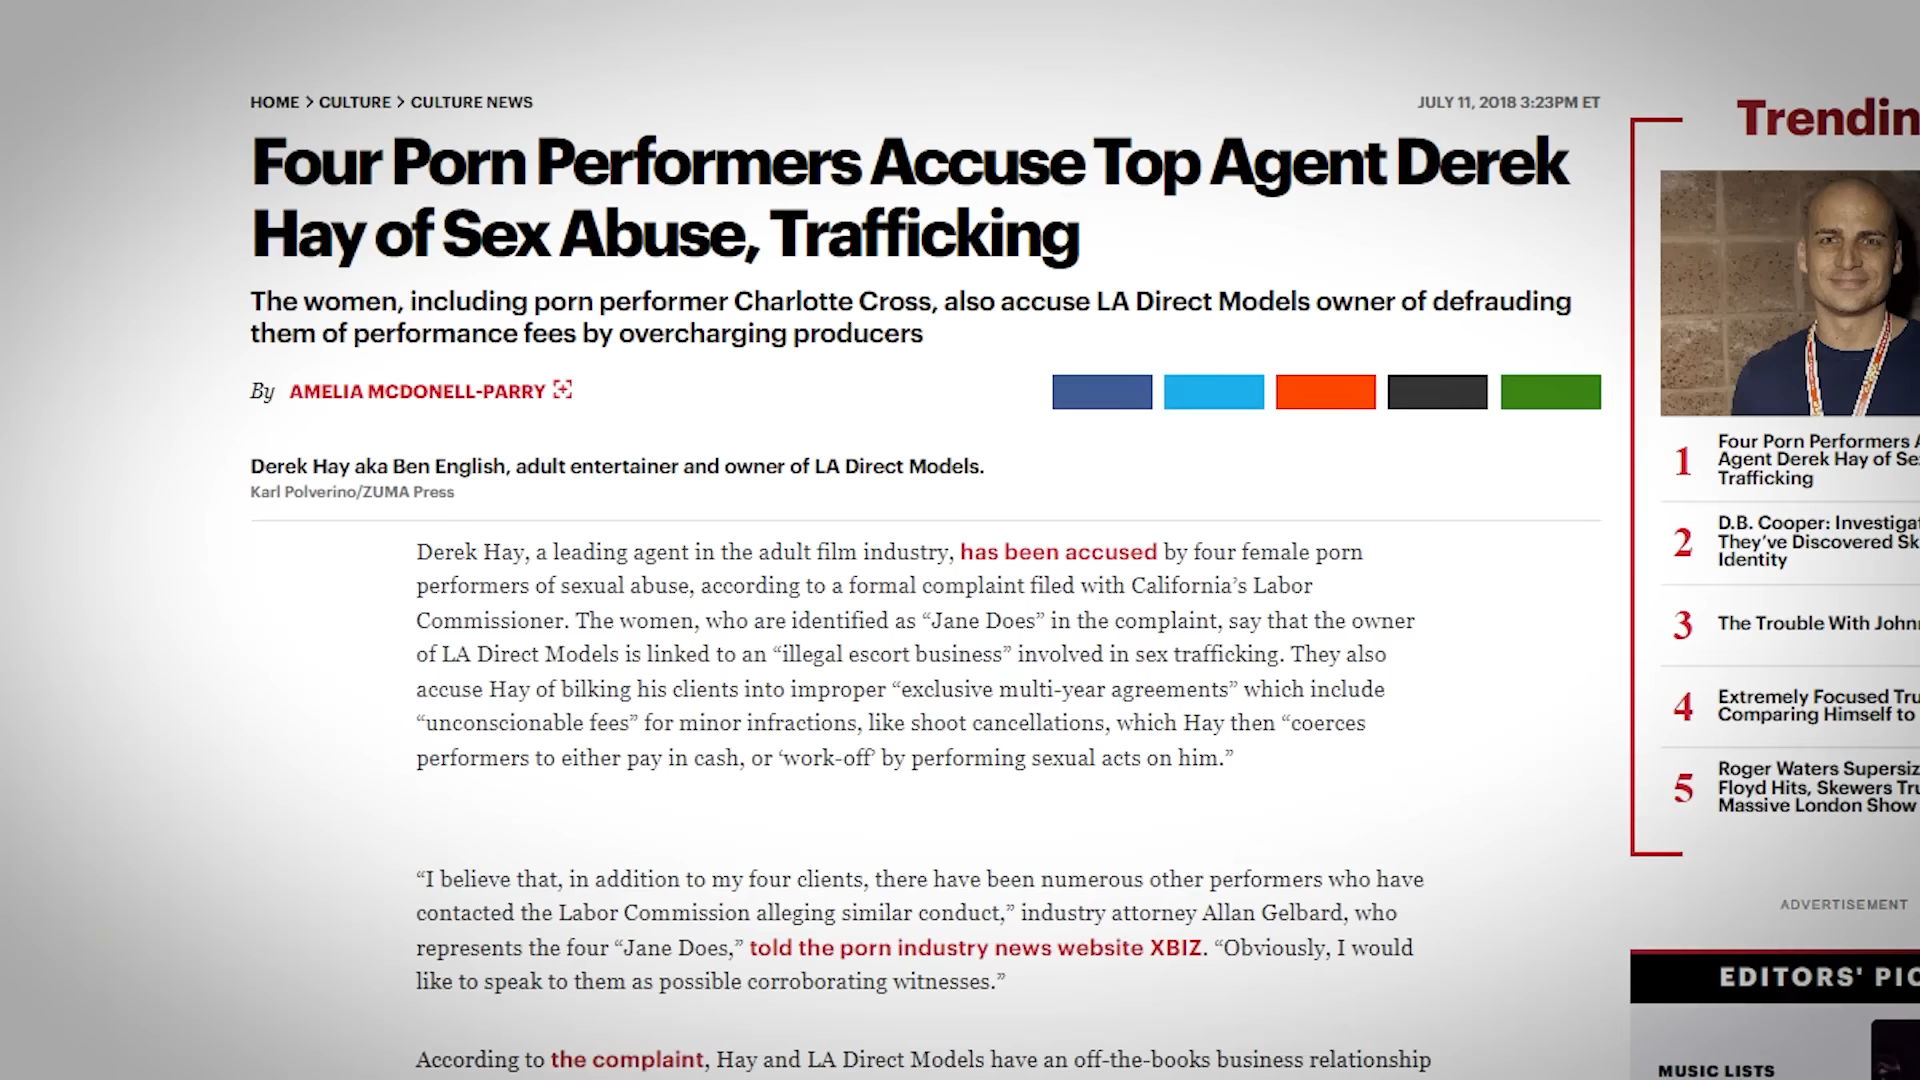 HOME > CULTURE > CULTURE NEWS
JULY 11, 2018 3:23PM ET
Four Porn Performers Accuse Top Agent Derek
Hay of Sex Abuse, Trafficking
The women, including porn performer Charlotte Cross, also accuse LA Direct Models owner of defrauding
them of performance fees by overcharging producers
By AMELIA MCDONELL-PARRY
Derek Hay aka Ben English, adult entertainer and owner of LA Direct Models.
Karl Polverino/ZUMA Press
Derek Hay, a leading agent in the adult film industry, has been accused by four female porn
performers of sexual abuse, according to a formal complaint filed with California’s Labor
Commissioner. The women, who are identified as “Jane Does” in the complaint, say that the owner
of LA Direct Models is linked to an “illegal escort business” involved in sex trafficking. They also
accuse Hay of bilking his clients into improper “exclusive multi-year agreements” which include
“unconscionable fees” for minor infractions, like shoot cancellations, which Hay then “coerces
performers to either pay in cash, or ‘work-off’ by performing sexual acts on him.”
“I believe that, in addition to my four clients, there have been numerous other performers who have
contacted the Labor Commission alleging similar conduct,” industry attorney Allan Gelbard, who
represents the four “Jane Does,” told the porn industry news website XBIZ. “Obviously, I would
like to speak to them as possible corroborating witnesses.”
According to the complaint, Hay and LA Direct Models have an off-the-books business relationship
Trendin
1
Four Porn Performers A
Agent Derek Hay of Se
Trafficking
2
D.B. Cooper: Investigat
They’ve Discovered Sk
Identity
3
The Trouble With Johnn
4
Extremely Focused Tru
Comparing Himself to
5
Roger Waters Supersiz
Floyd Hits, Skewers Tru
Massive London Show
ADVERTISEMENT
EDITORS' PIC
MUSIC LISTS